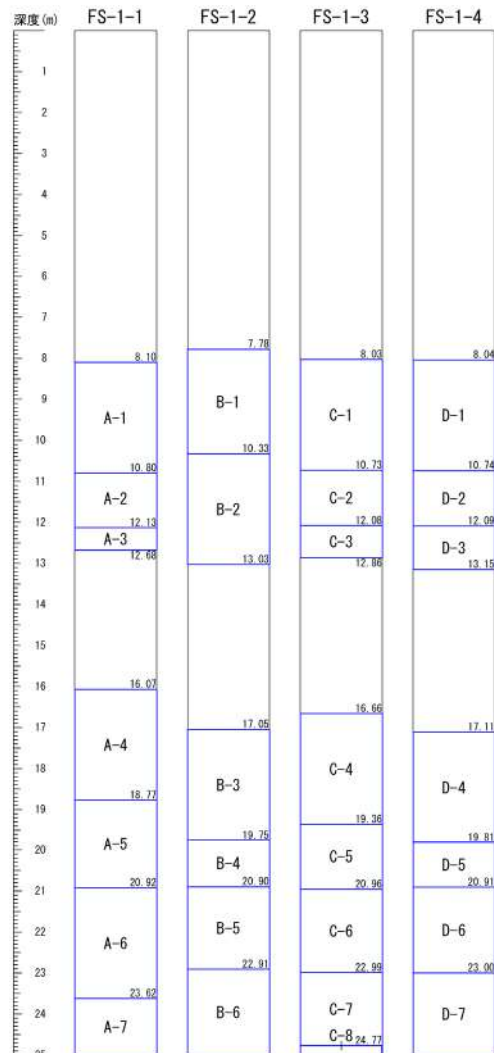 深度(m) FS-1-1 FS-1-2 FS-1-3 FS-1-4
1
2
3
4
5
6
7
7.78
8 8.10 8.03 8.04
9
A-1 B-1 C-1 D-1
10 10.33
10.80 10.73 10.74
11
A-2 B-2 C-2 D-2
12 12.13 12.08 12.09
A-3 C-3 D-3
12.68 12.86
13 13.03 13.15
14
15
16 16.07
16.66
17 17.05 17.11
A-4 C-4
18
B-3 D-4
18.77
19 19.36
19.75 19.81
20
A-5 B-4 C-5 D-5
21 20.92 20.90 20.96 20.91
22 B-5 C-6 D-6
A-6
23 22.91 22.99 23.00
23.62
24 B-6 C-7 D-7
A-7
C-8 24.77